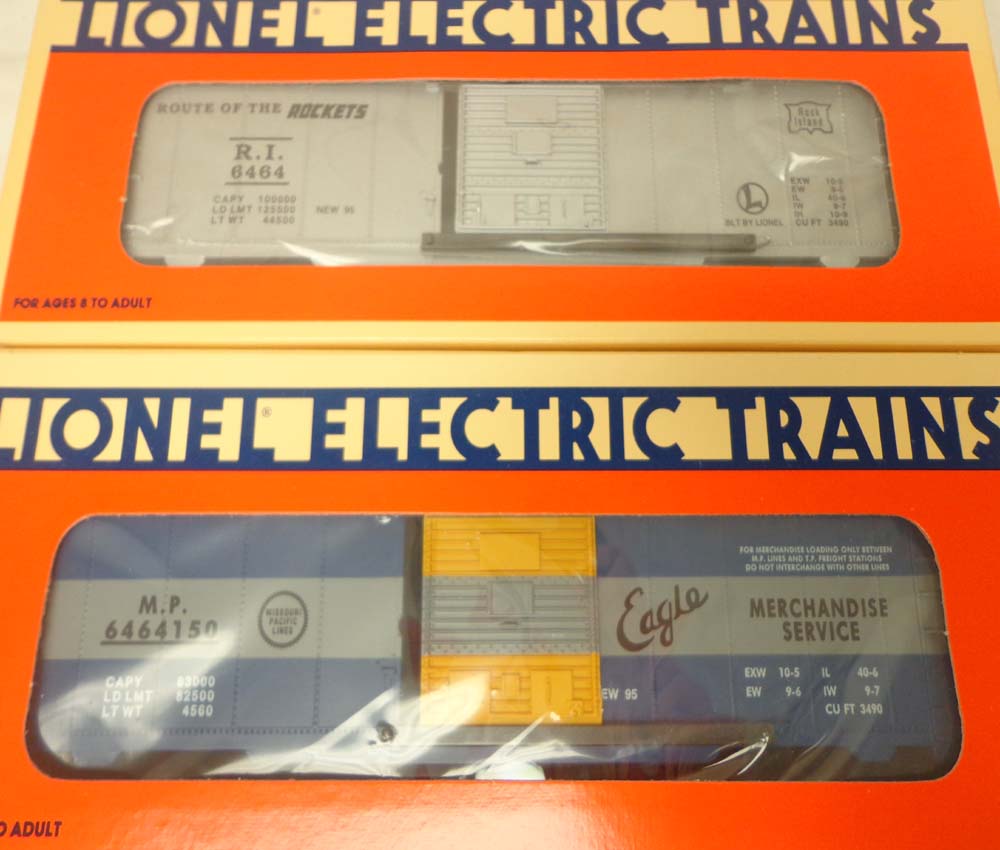 LIONEL ELECTRIC TRAINS
ROUTE OF THE ROCKETS
R.I.
6464
CAPY 100000
LD LMT 125500
LT WT 44500
NEW 95
Rock
Island
L
BLT BY LIONEL
EXW 10-5
EW 9-6
IL 40-6
IW 9-7
IH 10-9
CU FT 3490
FOR AGES 8 TO ADULT
LIONEL® ELECTRIC TRAINS
M.P.
6464150
MISSOURI
PACIFIC
LINES
CAPY 83000
LD LMT 82500
LT WT 4560
EW 95
Eagle
FOR MERCHANDISE LOADING ONLY BETWEEN
M.P. LINES AND T.P. FREIGHT STATIONS
DO NOT INTERCHANGE WITH OTHER LINES
MERCHANDISE
SERVICE
EXW 10-5 IL 40-6
EW 9-6 IW 9-7
CU FT 3490
O ADULT